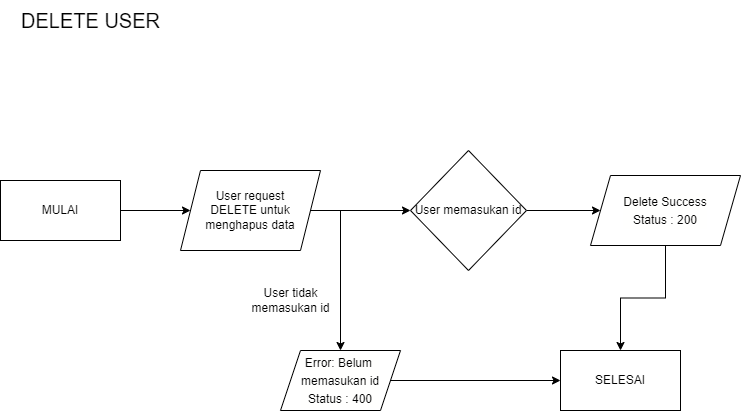 DELETE USER
MULAI
User request
DELETE untuk
menghapus data
User memasukan id
Delete Success
Status : 200
User tidak
memasukan id
Error: Belum
memasukan id
Status : 400
SELESAI